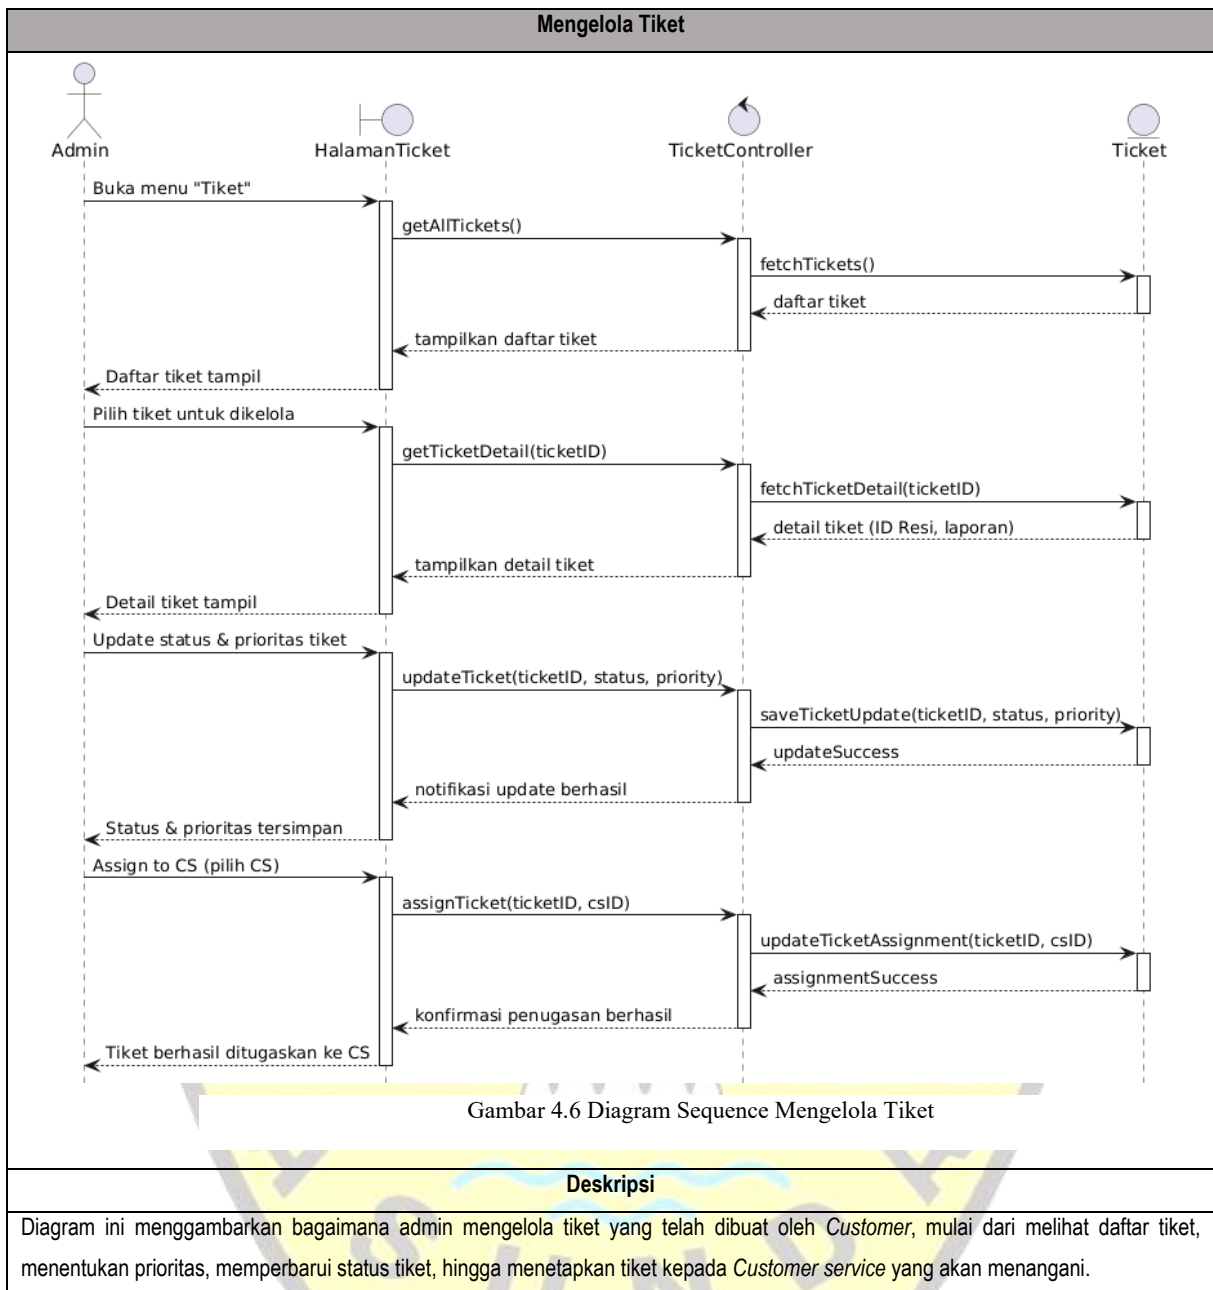 Mengelola Tiket
Admin
HalamanTicket
TicketController
Ticket
Buka menu "Tiket"
getAllTickets()
fetchTickets()
daftar tiket
tampilkan daftar tiket
Daftar tiket tampil
Pilih tiket untuk dikelola
getTicketDetail(ticketID)
fetchTicketDetail(ticketID)
detail tiket (ID Resi, laporan)
tampilkan detail tiket
Detail tiket tampil
Update status & prioritas tiket
updateTicket(ticketID, status, priority)
saveTicketUpdate(ticketID, status, priority)
updateSuccess
notifikasi update berhasil
Status & prioritas tersimpan
Assign to CS (pilih CS)
assignTicket(ticketID, csID)
updateTicketAssignment(ticketID, csID)
assignmentSuccess
konfirmasi penugasan berhasil
Tiket berhasil ditugaskan ke CS
Gambar 4.6 Diagram Sequence Mengelola Tiket
Deskripsi
Diagram ini menggambarkan bagaimana admin mengelola tiket yang telah dibuat oleh Customer, mulai dari melihat daftar tiket,
menentukan prioritas, memperbarui status tiket, hingga menetapkan tiket kepada Customer service yang akan menangani.